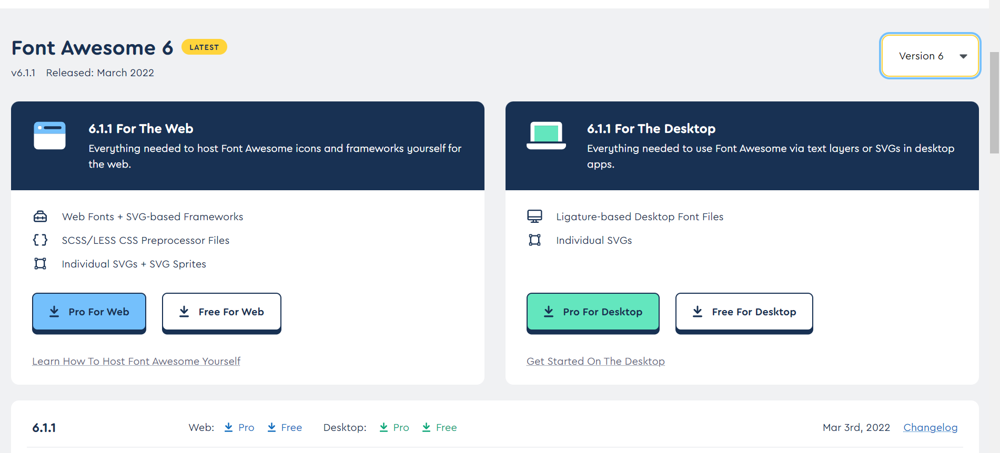 Font Awesome 6 LATEST
Version 6
v6.1.1 Released: March 2022
6.1.1 For The Web
Everything needed to host Font Awesome icons and frameworks yourself for
the web.
Web Fonts + SVG-based Frameworks
SCSS/LESS CSS Preprocessor Files
Individual SVGs + SVG Sprites
Pro For Web
Free For Web
Learn How To Host Font Awesome Yourself
6.1.1 For The Desktop
Everything needed to use Font Awesome via text layers or SVGs in desktop
apps.
Ligature-based Desktop Font Files
Individual SVGs
Pro For Desktop
Free For Desktop
Get Started On The Desktop
6.1.1 Web: Pro Free Desktop: Pro Free Mar 3rd, 2022 Changelog